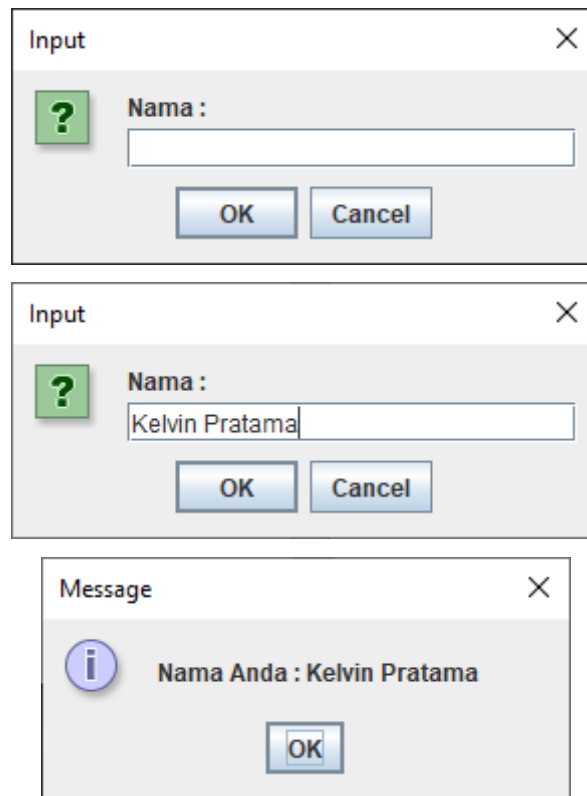 Input
Nama :
OK Cancel
Input
Nama :
Kelvin Pratama
OK Cancel
Message
Nama Anda : Kelvin Pratama
OK